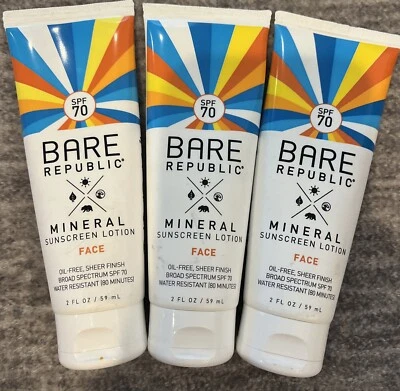 SPF
70
BARE
REPUBLIC®
MINERAL
SUNSCREEN LOTION
FACE
OIL-FREE, SHEER FINISH
BROAD SPECTRUM SPF 70
WATER RESISTANT (80 MINUTES)
2 FL OZ / 59 mL
SPF
70
BARE
REPUBLIC®
MINERAL
SUNSCREEN LOTION
FACE
OIL-FREE, SHEER FINISH
BROAD SPECTRUM SPF 70
WATER RESISTANT (80 MINUTES)
2 FL OZ / 59 mL
SPF
70
BARE
REPUBLIC®
MINERAL
SUNSCREEN LOTION
FACE
OIL-FREE, SHEER FINISH
BROAD SPECTRUM SPF 70
WATER RESISTANT (80 MINUTES)
2 FL OZ / 59 mL